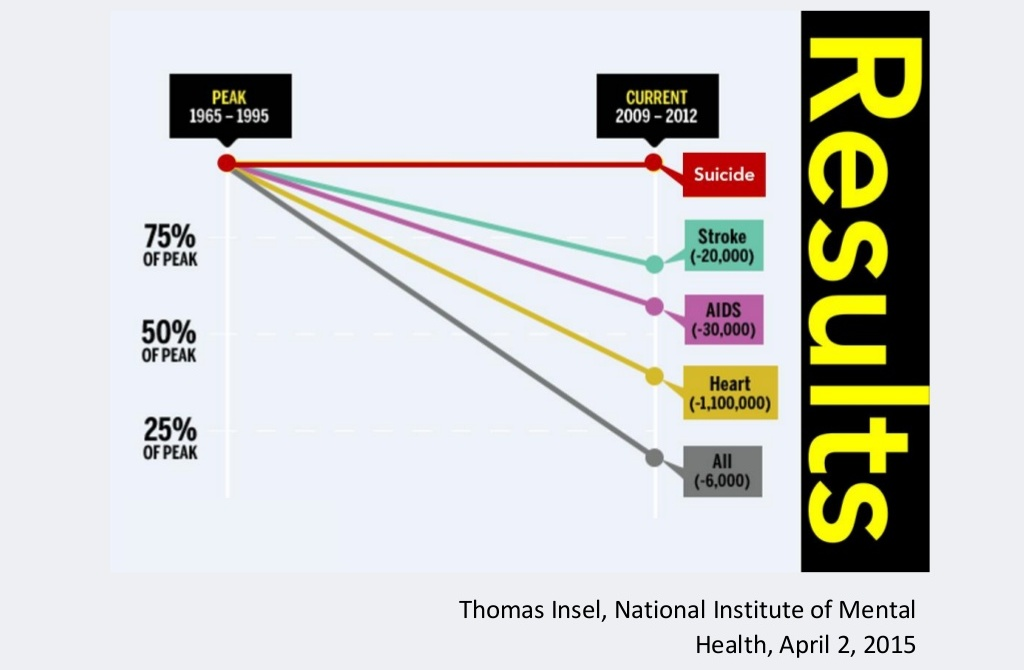 PEAK
1965 – 1995
CURRENT
2009 – 2012
Suicide
75%
OF PEAK
Stroke
(-20,000)
AIDS
(-30,000)
50%
OF PEAK
Heart
(-1,100,000)
25%
OF PEAK
All
(-6,000)
Results
Thomas Insel, National Institute of Mental
Health, April 2, 2015